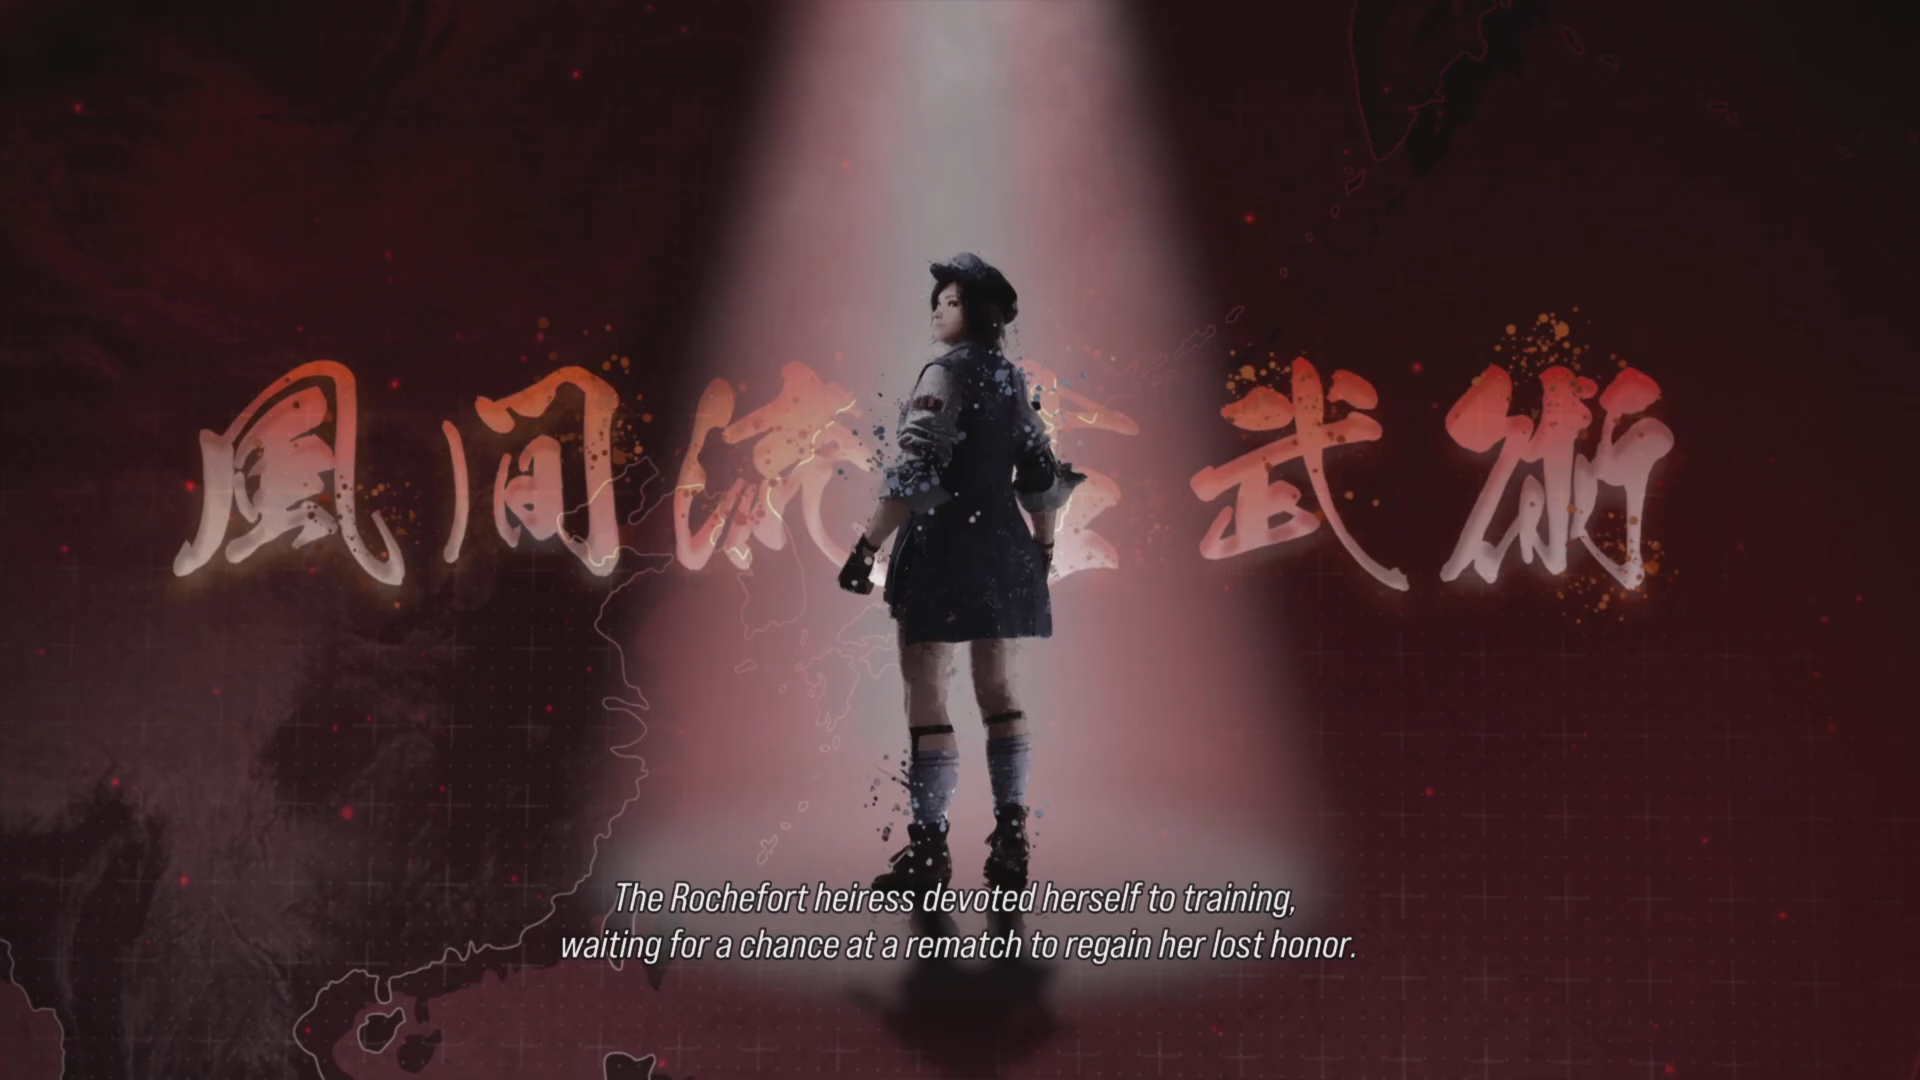 風間流古武術
The Rochefort heiress devoted herself to training,
waiting for a chance at a rematch to regain her lost honor.